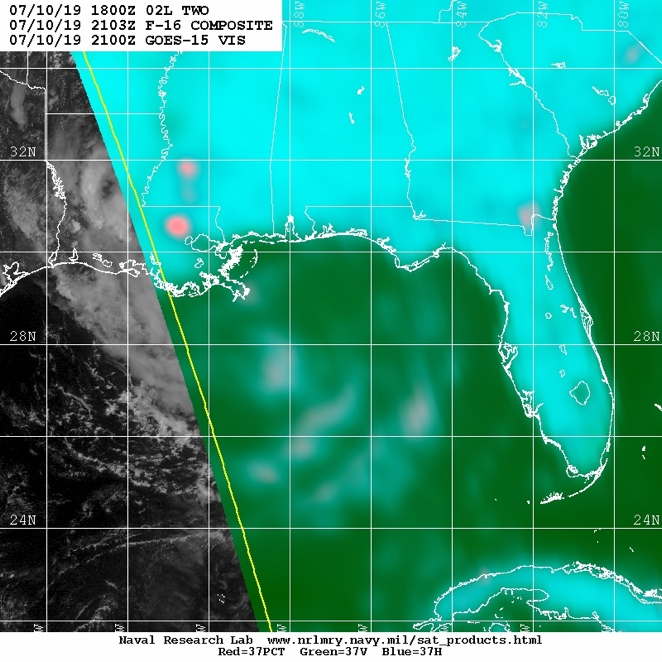 07/10/19 1800Z 02L TWO
07/10/19 2103Z F-16 COMPOSITE
07/10/19 2100Z GOES-15 VIS
88W
86W
84W
82W
80W
32N
32N
28N
28N
24N
24N
W
W
W
W
W
W
W
W
Naval Research Lab www.nrlmry.navy.mil/sat_products.html
Red=37PCT Green=37V Blue=37H